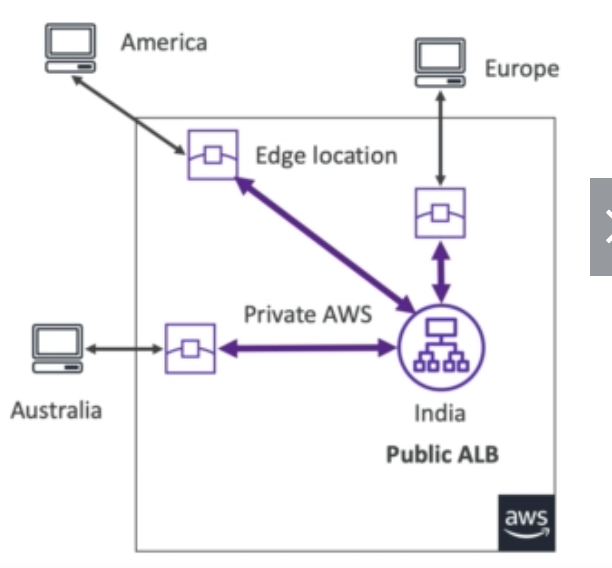 America
Europe
Edge location
Private AWS
Australia
India
Public ALB
aws